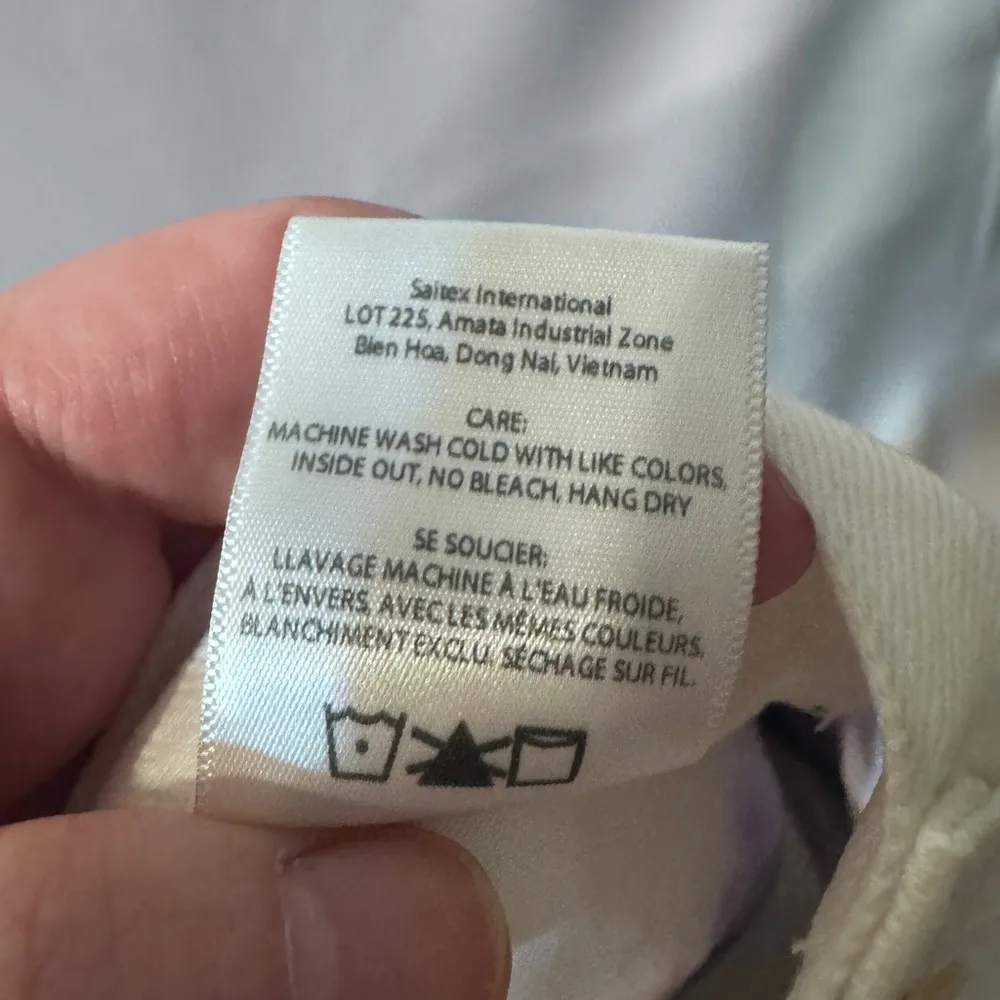 Saitex International
LOT 225, Amata Industrial Zone
Bien Hoa, Dong Nai, Vietnam
CARE:
MACHINE WASH COLD WITH LIKE COLORS,
INSIDE OUT, NO BLEACH, HANG DRY
SE SOUCIER:
LLAVAGE MACHINE À L'EAU FROIDE,
À L'ENVERS, AVEC LES MÊMES COULEURS,
BLANCHIMENT EXCLU, SÉCHAGE SUR FIL.